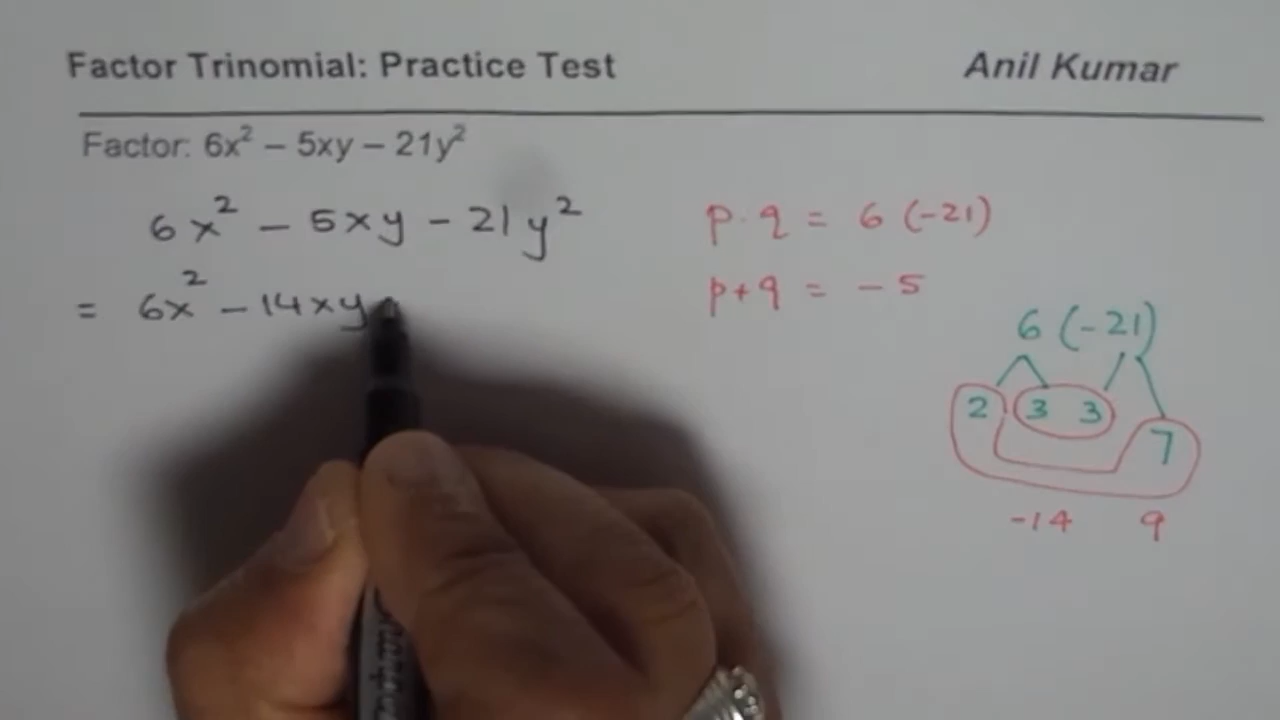 Factor Trinomial: Practice Test Anil Kumar
Factor: 6x² – 5xy – 21y²
6x² – 5xy – 21y²
= 6x² – 14xy
p·q = 6(-21)
p+q = -5
6(-21)
2 3 3 7
-14 9